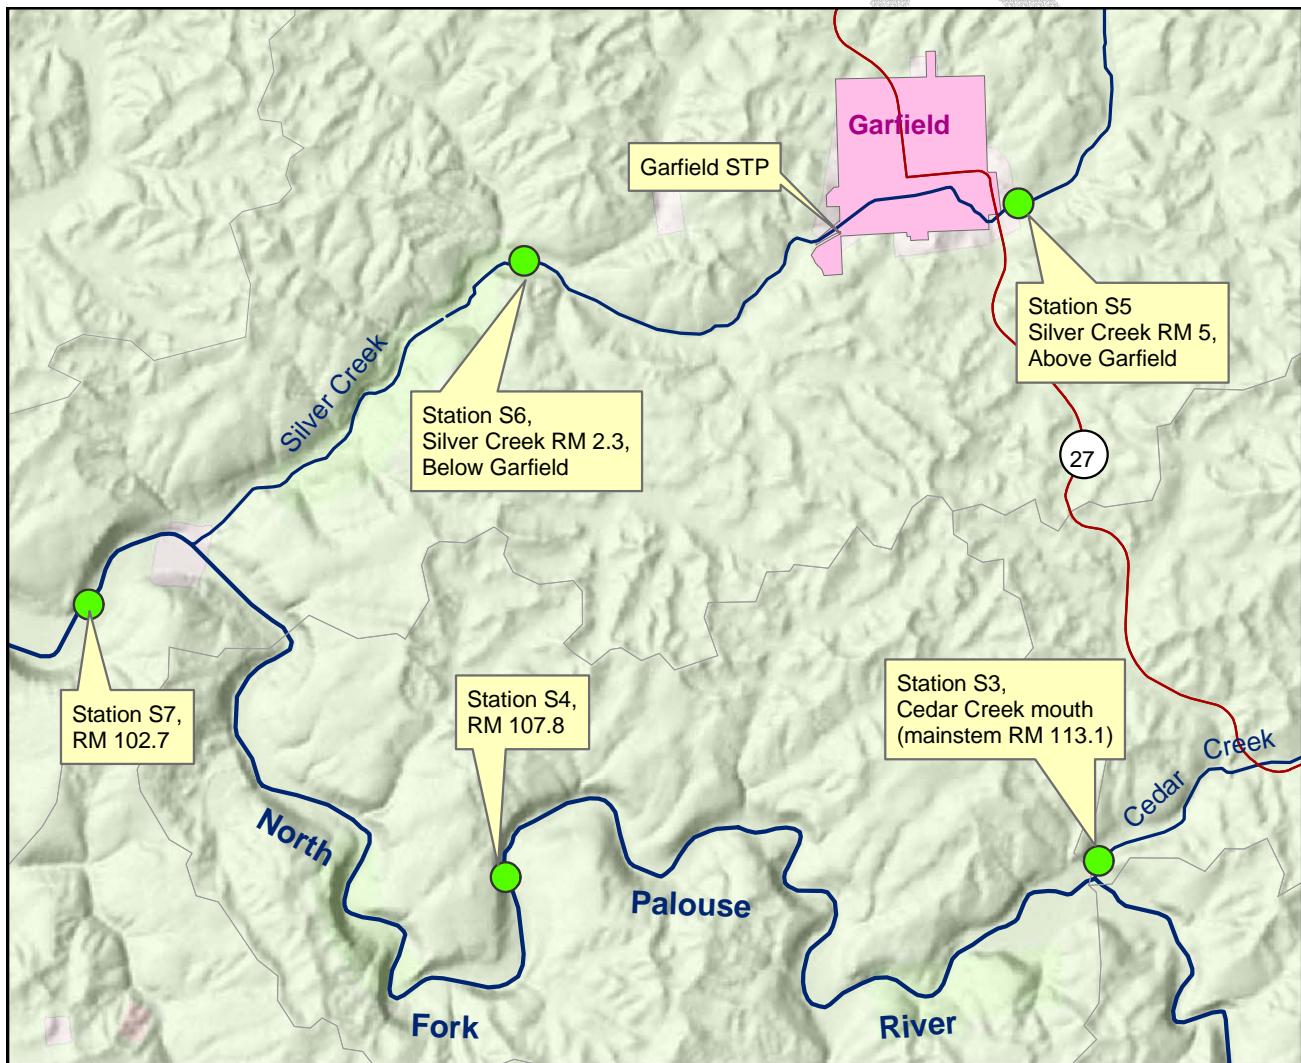 Garfield
Garfield STP
Station S5
Silver Creek RM 5,
Above Garfield
Silver Creek
Station S6,
Silver Creek RM 2.3,
Below Garfield
27
Station S7,
RM 102.7
Station S4,
RM 107.8
Station S3,
Cedar Creek mouth
(mainstem RM 113.1)
Cedar Creek
North
Fork
Palouse
River